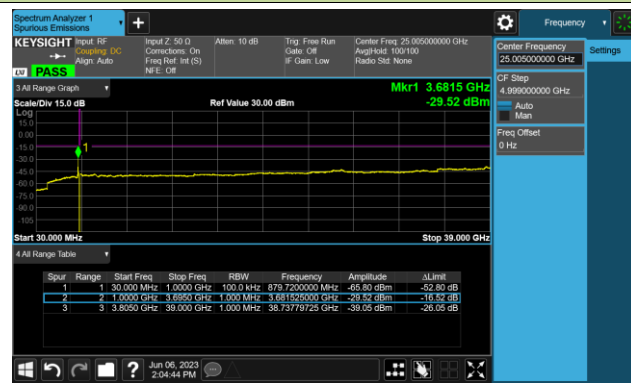 Spectrum Analyzer 1
Spurious Emissions
Frequency
KEYSIGHT
Input: RF
Coupling: DC
Align: Auto
Input Z: 50 Ω
Corrections: On
Freq Ref: Int (S)
NFE: Off
Atten: 10 dB
Trig: Free Run
Gate: Off
IF Gain: Low
Center Freq: 25.005000000 GHz
Avg|Hold: 100/100
Radio Std: None
LXI
PASS
Center Frequency
25.005000000 GHz
Settings
CF Step
4.999000000 GHz
Auto
Man
Freq Offset
0 Hz
3 All Range Graph
Mkr1 3.6815 GHz
Scale/Div 15.0 dB
Ref Value 30.00 dBm
-29.52 dBm
Log
15.0
0.00
-15.0
-30.0
-45.0
-60.0
-75.0
-90.0
-105
1
Start 30.000 MHz
Stop 39.000 GHz
4 All Range Table
Spur Range Start Freq Stop Freq RBW Frequency Amplitude ΔLimit
1 1 30.000 MHz 1.0000 GHz 100.0 kHz 879.7200000 MHz -65.80 dBm -52.80 dB
2 2 1.0000 GHz 3.6950 GHz 1.000 MHz 3.681525000 GHz -29.52 dBm -16.52 dB
3 3 3.8050 GHz 39.000 GHz 1.000 MHz 38.73779725 GHz -39.05 dBm -26.05 dB
?
Jun 06, 2023
2:04:44 PM